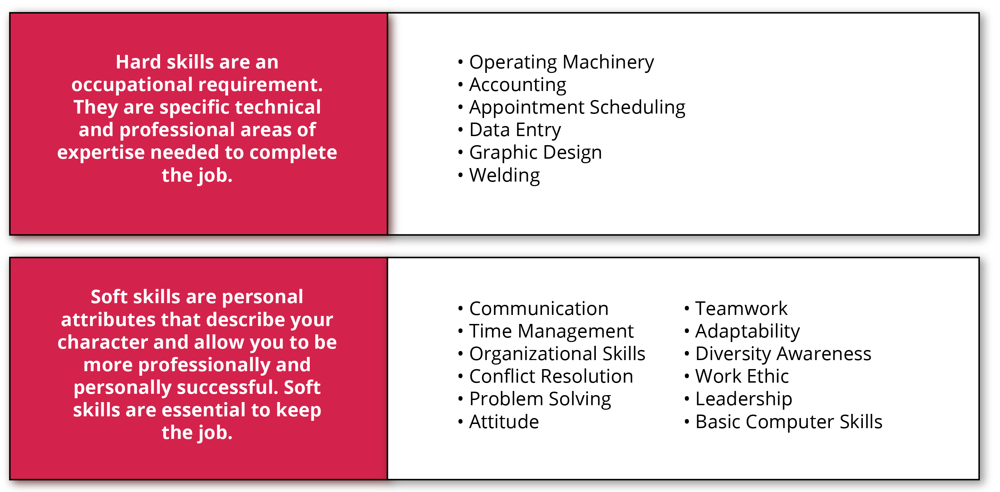 Hard skills are an
occupational requirement.
They are specific technical
and professional areas of
expertise needed to complete
the job.
• Operating Machinery
• Accounting
• Appointment Scheduling
• Data Entry
• Graphic Design
• Welding
Soft skills are personal
attributes that describe your
character and allow you to be
more professionally and
personally successful. Soft
skills are essential to keep
the job.
• Communication
• Time Management
• Organizational Skills
• Conflict Resolution
• Problem Solving
• Attitude
• Teamwork
• Adaptability
• Diversity Awareness
• Work Ethic
• Leadership
• Basic Computer Skills